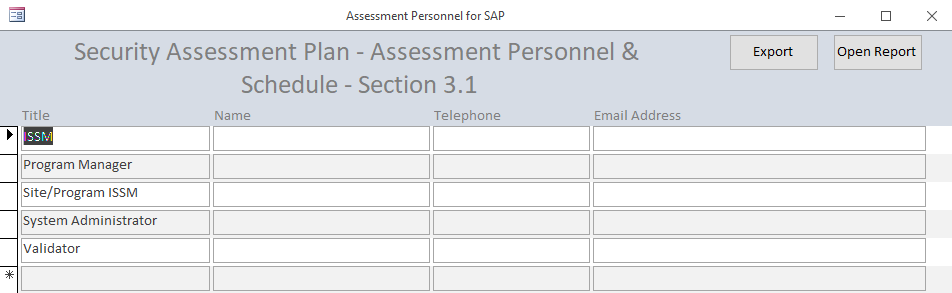 Assessment Personnel for SAP
Security Assessment Plan - Assessment Personnel &
Schedule - Section 3.1
Export
Open Report
Title Name Telephone Email Address
ISSM
Program Manager
Site/Program ISSM
System Administrator
Validator